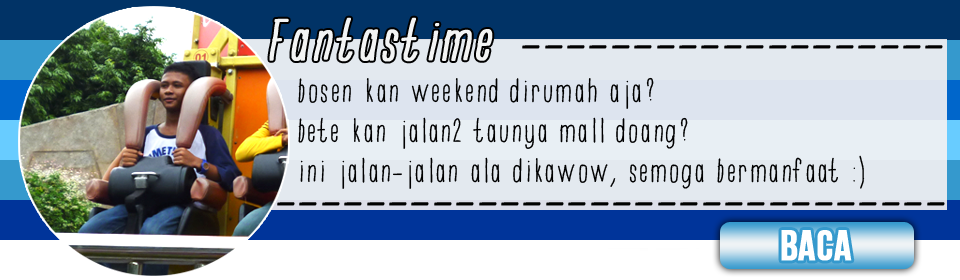 Fantastime
bosen kan weekend dirumah aja?
bete kan jalan2 taunya mall doang?
ini jalan-jalan ala dikawow, semoga bermanfaat :)
BACA
01